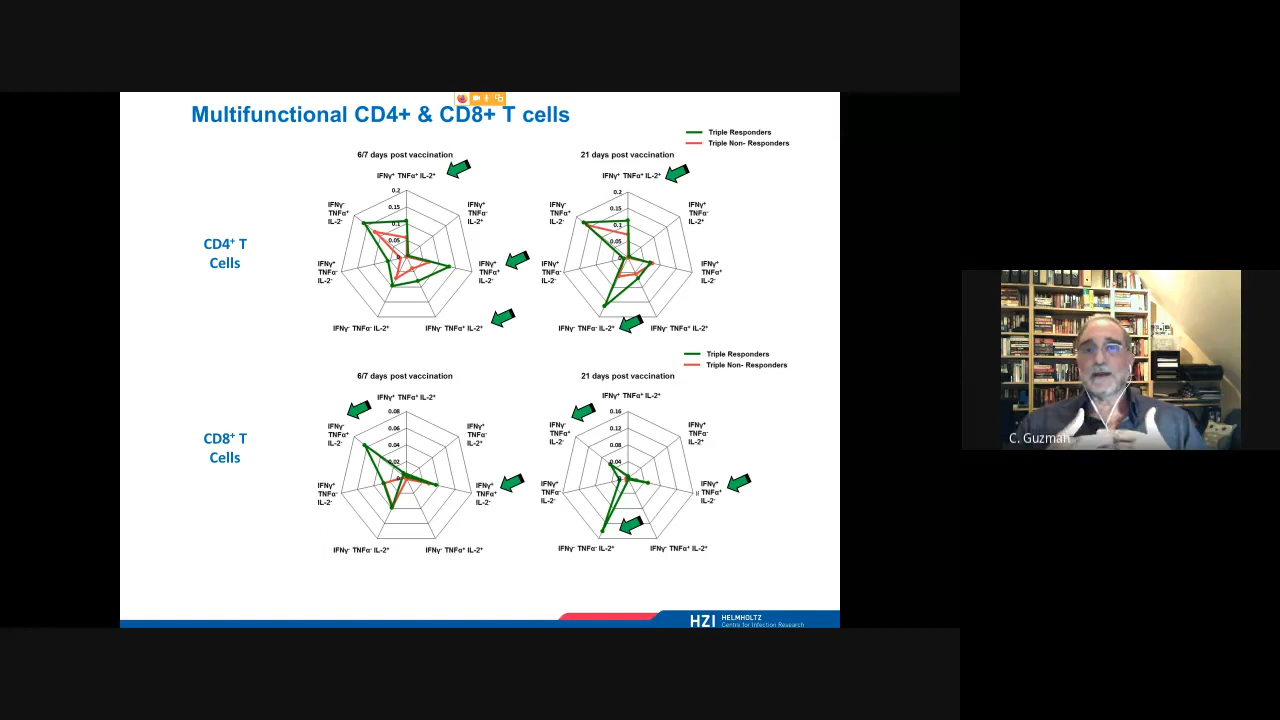 Multifunctional CD4+ & CD8+ T cells
Triple Responders
Triple Non- Responders
6/7 days post vaccination
IFNγ⁺ TNFα⁺ IL-2⁺
0.2
0.15
0.1
0.05
0
IFNγ⁻
TNFα⁺
IL-2⁻
IFNγ⁺
TNFα⁻
IL-2⁺
IFNγ⁺
TNFα⁻
IL-2⁻
IFNγ⁺
TNFα⁺
IL-2⁻
IFNγ⁻ TNFα⁻ IL-2⁺
IFNγ⁻ TNFα⁺ IL-2⁺
21 days post vaccination
IFNγ⁺ TNFα⁺ IL-2⁺
0.2
0.15
0.1
0.05
0
IFNγ⁻
TNFα⁺
IL-2⁻
IFNγ⁺
TNFα⁻
IL-2⁺
IFNγ⁺
TNFα⁻
IL-2⁻
IFNγ⁺
TNFα⁺
IL-2⁻
IFNγ⁻ TNFα⁻ IL-2⁺
IFNγ⁻ TNFα⁺ IL-2⁺
CD4⁺ T
Cells
Triple Responders
Triple Non- Responders
6/7 days post vaccination
IFNγ⁺ TNFα⁺ IL-2⁺
0.08
0.06
0.04
0.02
0
IFNγ⁻
TNFα⁺
IL-2⁻
IFNγ⁺
TNFα⁻
IL-2⁺
IFNγ⁺
TNFα⁻
IL-2⁻
IFNγ⁺
TNFα⁺
IL-2⁻
IFNγ⁻ TNFα⁻ IL-2⁺
IFNγ⁻ TNFα⁺ IL-2⁺
21 days post vaccination
IFNγ⁺ TNFα⁺ IL-2⁺
0.16
0.12
0.08
0.04
0
IFNγ⁻
TNFα⁺
IL-2⁻
IFNγ⁺
TNFα⁻
IL-2⁺
IFNγ⁺
TNFα⁻
IL-2⁻
IFNγ⁺
TNFα⁺
IL-2⁻
IFNγ⁻ TNFα⁻ IL-2⁺
IFNγ⁻ TNFα⁺ IL-2⁺
CD8⁺ T
Cells
HZI HELMHOLTZ
Centre for Infection Research
C. Guzman